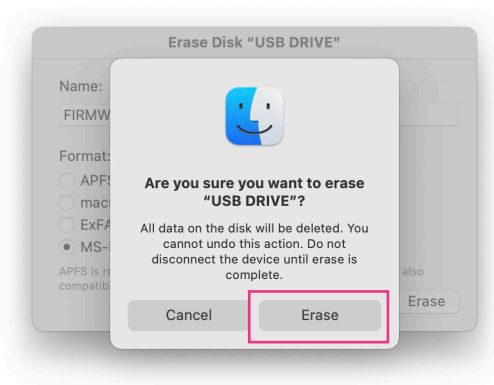 Erase Disk “USB DRIVE”
Name:
FIRMW
Format:
APFS
mac
ExFA
MS-
APFS is re
compatib
also
Erase
Are you sure you want to erase
“USB DRIVE”?
All data on the disk will be deleted. You
cannot undo this action. Do not
disconnect the device until erase is
complete.
Cancel
Erase